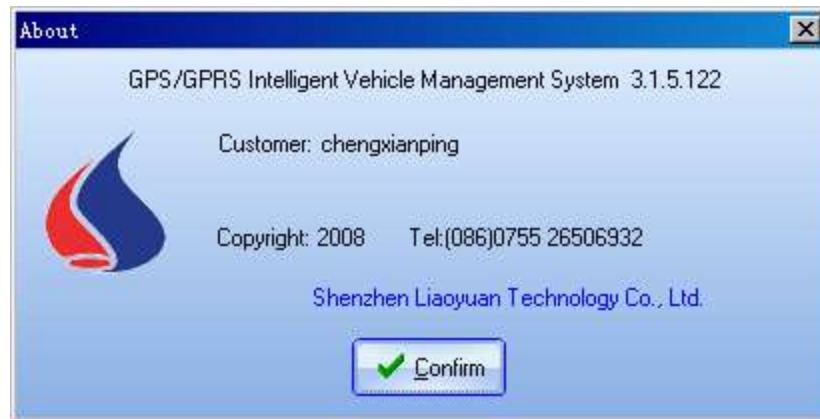 About
GPS/GPRS Intelligent Vehicle Management System 3.1.5.122
Customer: chengxianping
Copyright: 2008 Tel:(086)0755 26506932
Shenzhen Liaoyuan Technology Co., Ltd.
Confirm